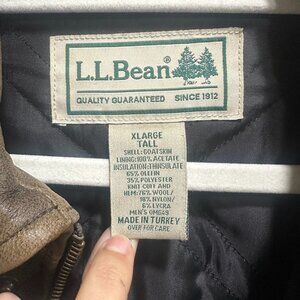 L.L.Bean®
QUALITY GUARANTEED SINCE 1912
XLARGE
TALL
SHELL: GOATSKIN
LINING: 100% ACETATE
INSULATION: THINSULATE
65% OLEFIN
35% POLYESTER
KNIT CUFF AND
HEM: 76% WOOL/
18% NYLON/
6% LYCRA
MEN'S OMG43
MADE IN TURKEY
OVER FOR CARE